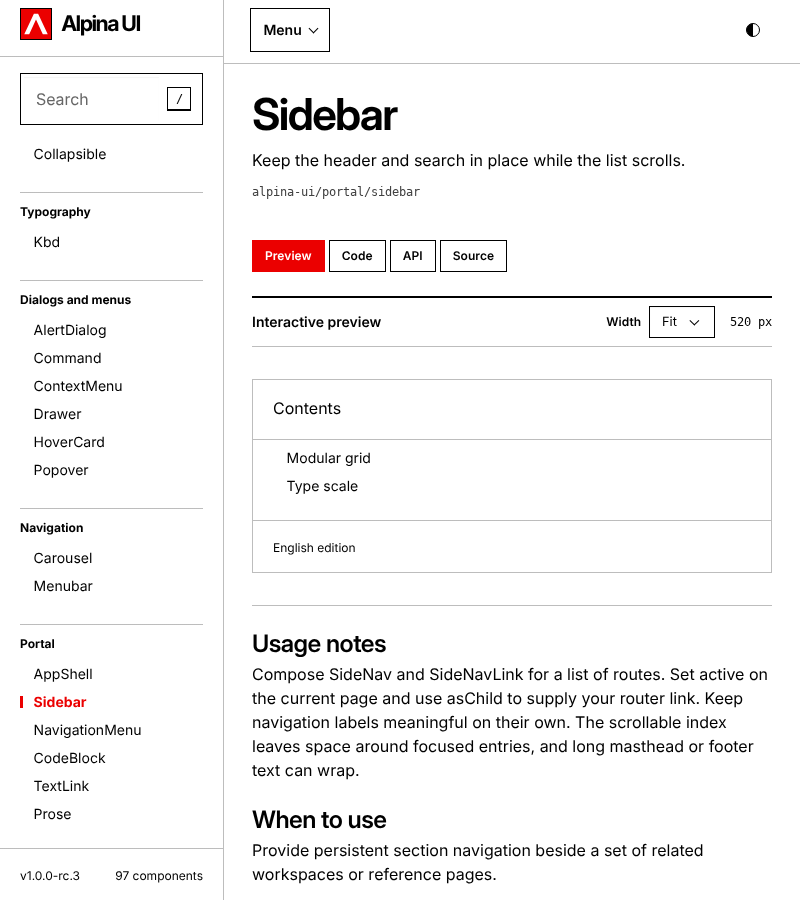 Alpina UI
Search /
Collapsible
Typography
Kbd
Dialogs and menus
AlertDialog
Command
ContextMenu
Drawer
HoverCard
Popover
Navigation
Carousel
Menubar
Portal
AppShell
Sidebar
NavigationMenu
CodeBlock
TextLink
Prose
v1.0.0-rc.3 97 components
Menu
Sidebar
Keep the header and search in place while the list scrolls.
alpina-ui/portal/sidebar
Preview Code API Source
Interactive preview Width Fit 520 px
Contents
Modular grid
Type scale
English edition
Usage notes
Compose SideNav and SideNavLink for a list of routes. Set active on
the current page and use asChild to supply your router link. Keep
navigation labels meaningful on their own. The scrollable index
leaves space around focused entries, and long masthead or footer
text can wrap.
When to use
Provide persistent section navigation beside a set of related
workspaces or reference pages.